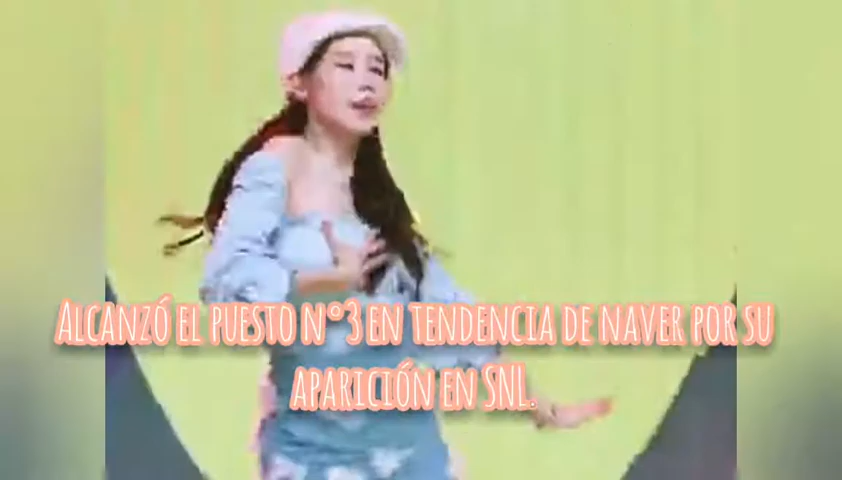 Alcanzó el puesto n°3 en tendencia de naver por su
aparición en SNL.